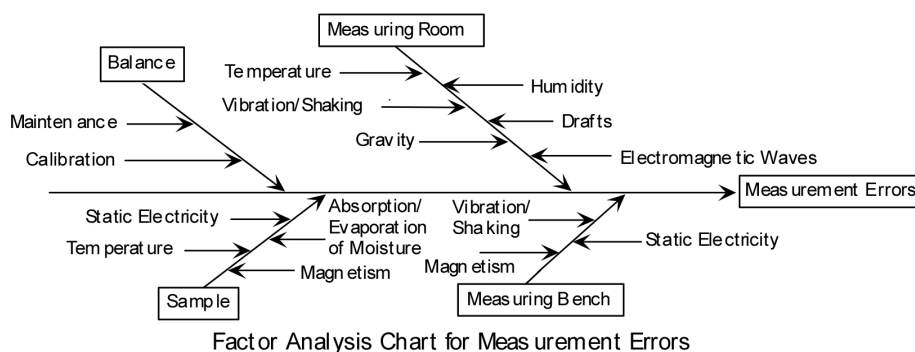 Measuring Room
Balance
Temperature
Humidity
Vibration/Shaking
Maintenance
Drafts
Gravity
Calibration
Electromagnetic Waves
Measurement Errors
Static Electricity
Absorption/
Evaporation
of Moisture
Vibration/
Shaking
Temperature
Static Electricity
Magnetism
Magnetism
Sample
Measuring Bench
Factor Analysis Chart for Measurement Errors